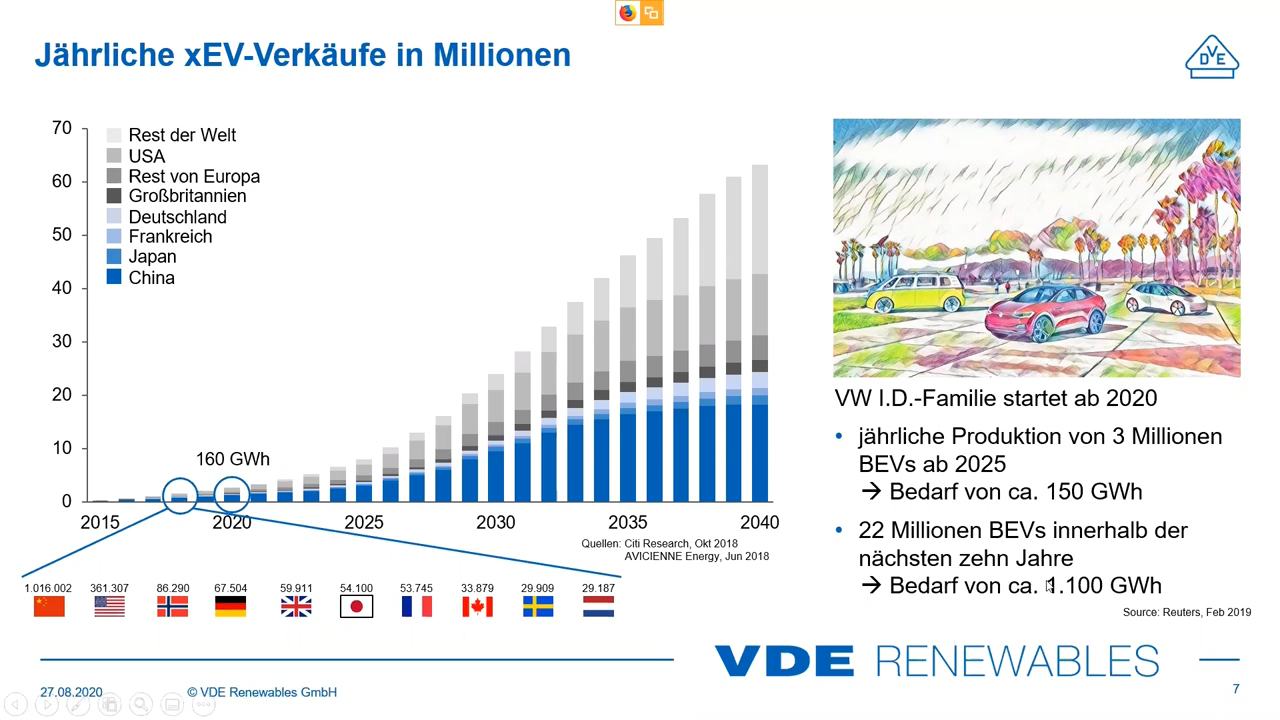 Jährliche xEV-Verkäufe in Millionen
VDE
70
60
50
40
30
20
10
0
Rest der Welt
USA
Rest von Europa
Großbritannien
Deutschland
Frankreich
Japan
China
160 GWh
2015
2020
2025
2030
2035
2040
Quellen: Citi Research, Okt 2018
AVICIENNE Energy, Jun 2018
1.016.002
361.307
86.290
67.504
59.911
54.100
53.745
33.879
29.909
29.187
VW I.D.-Familie startet ab 2020
• jährliche Produktion von 3 Millionen
BEVs ab 2025
→ Bedarf von ca. 150 GWh
• 22 Millionen BEVs innerhalb der
nächsten zehn Jahre
→ Bedarf von ca. 1.100 GWh
Source: Reuters, Feb 2019
VDE RENEWABLES
27.08.2020
© VDE Renewables GmbH
7